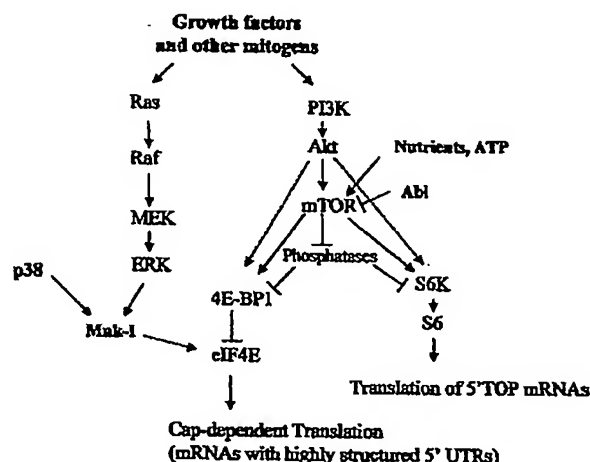 Growth factors
and other mitogens
Ras
PI3K
Raf
Akt
Nutrients, ATP
mTOR
Abl
MEK
Phosphatases
p38
ERK
4E-BP1
S6K
Mnk-1
eIF4E
S6
Translation of 5'TOP mRNAs
Cap-dependent Translation
(mRNAs with highly structured 5' UTRs)